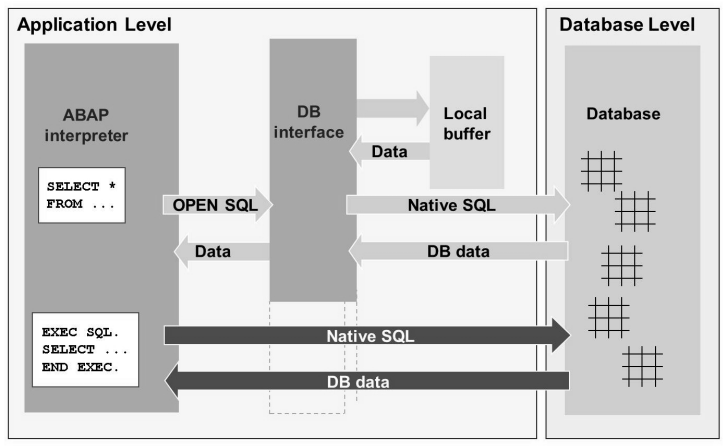 Application Level
Database Level
ABAP
interpreter
DB
interface
Local
buffer
Database
Data
SELECT *
FROM ...
OPEN SQL
Native SQL
Data
DB data
EXEC SQL.
SELECT ...
END EXEC.
Native SQL
DB data